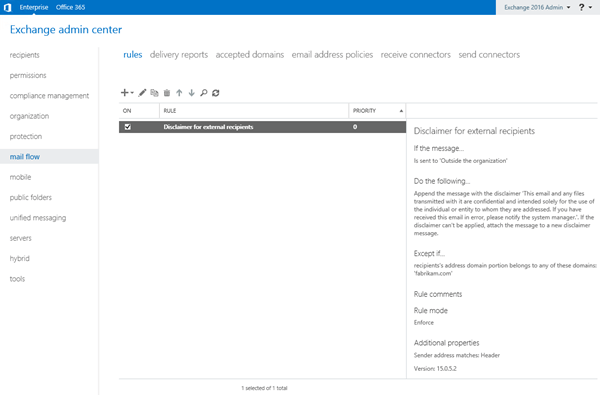 Enterprise Office 365
Exchange 2016 Admin ?
Exchange admin center
recipients
permissions
compliance management
organization
protection
mail flow
mobile
public folders
unified messaging
servers
hybrid
tools
rules delivery reports accepted domains email address policies receive connectors send connectors
ON RULE PRIORITY
Disclaimer for external recipients 0
Disclaimer for external recipients
If the message...
Is sent to 'Outside the organization'
Do the following...
Append the message with the disclaimer 'This email and any files
transmitted with it are confidential and intended solely for the use of
the individual or entity to whom they are addressed. If you have
received this email in error, please notify the system manager.'. If the
disclaimer can't be applied, attach the message to a new disclaimer
message.
Except if...
recipients's address domain portion belongs to any of these domains:
'fabrikam.com'
Rule comments
Rule mode
Enforce
Additional properties
Sender address matches: Header
Version: 15.0.5.2
1 selected of 1 total